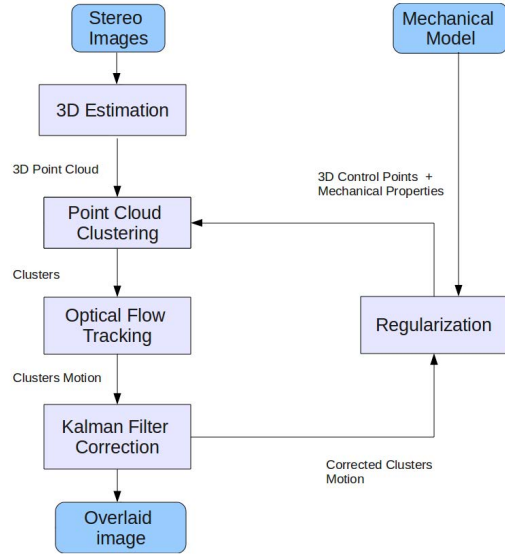 Stereo
Images
Mechanical
Model
3D Estimation
3D Point Cloud
3D Control Points +
Mechanical Properties
Point Cloud
Clustering
Clusters
Optical Flow
Tracking
Regularization
Clusters Motion
Kalman Filter
Correction
Corrected Clusters
Motion
Overlaid
image